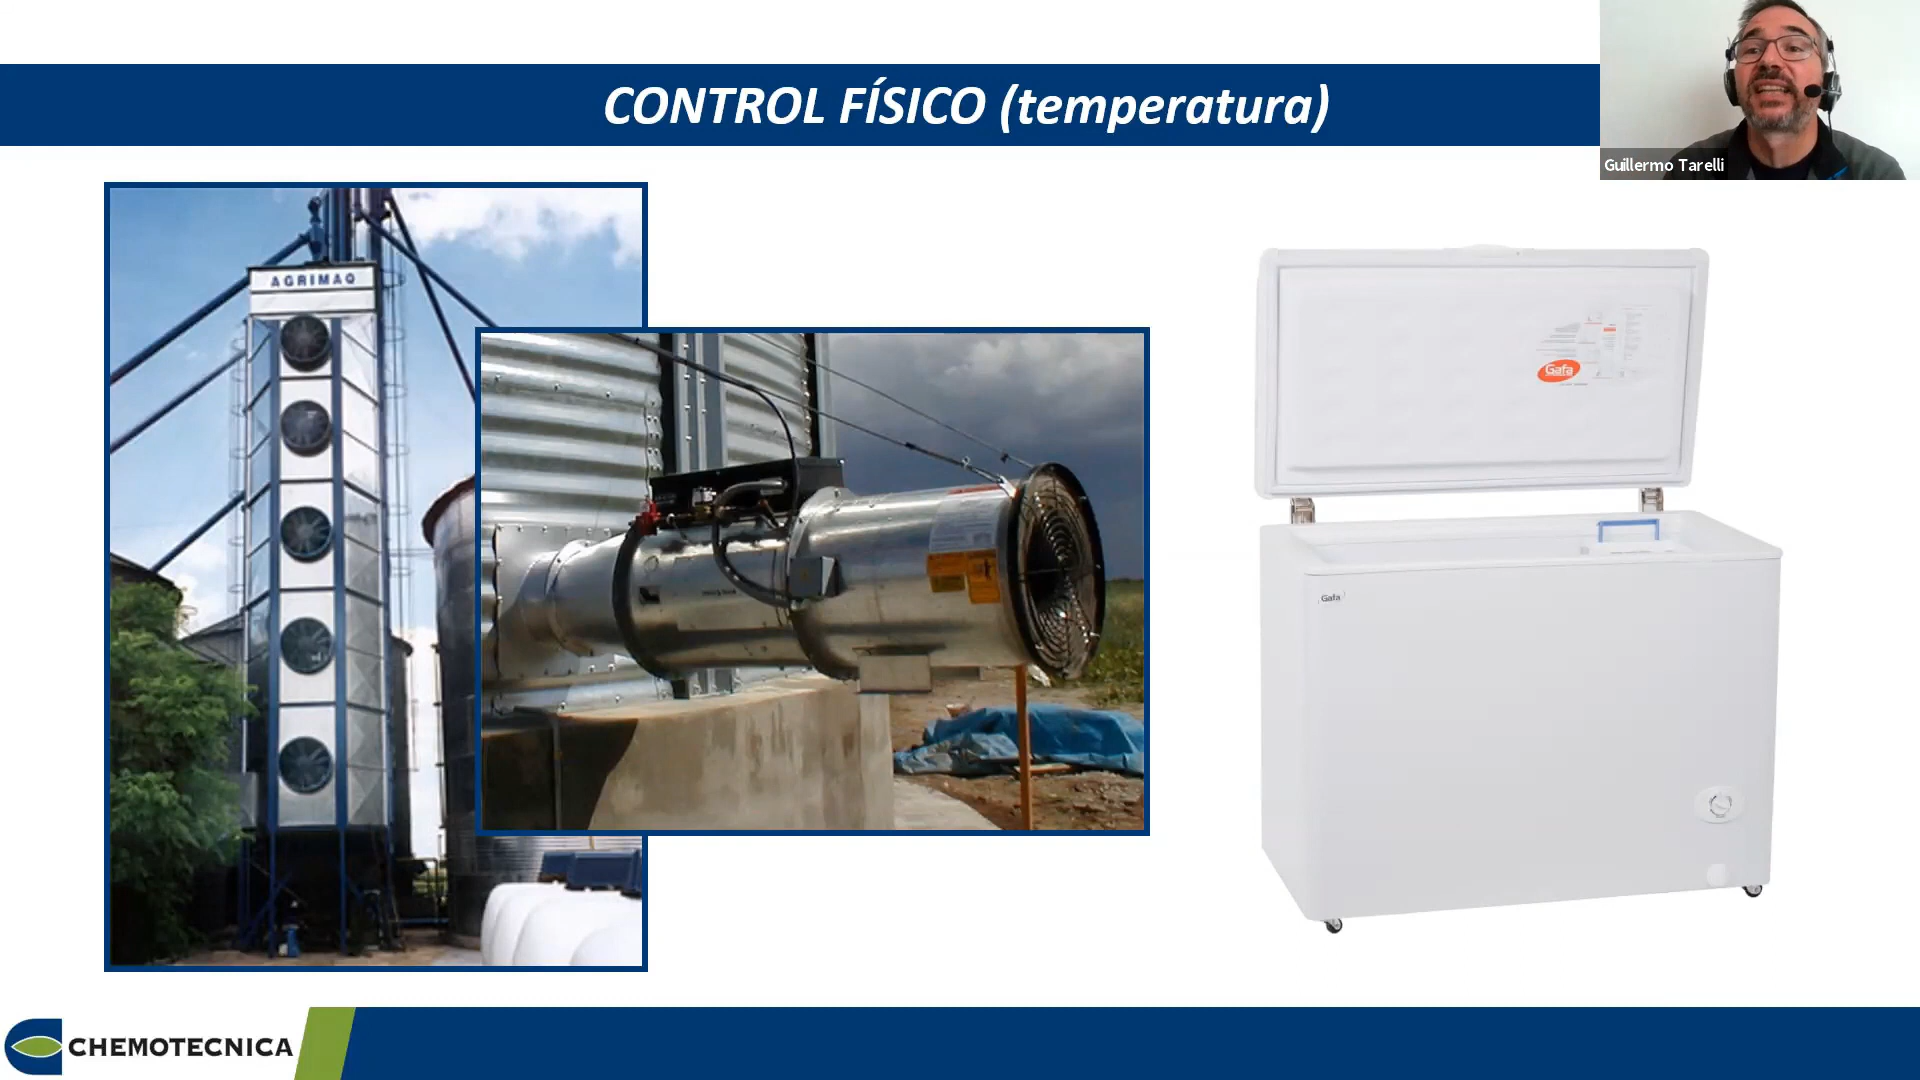 CONTROL FÍSICO (temperatura)
Guillermo Tarelli
AGRIMAQ
Gafa
Gafa
CHEMOTECNICA